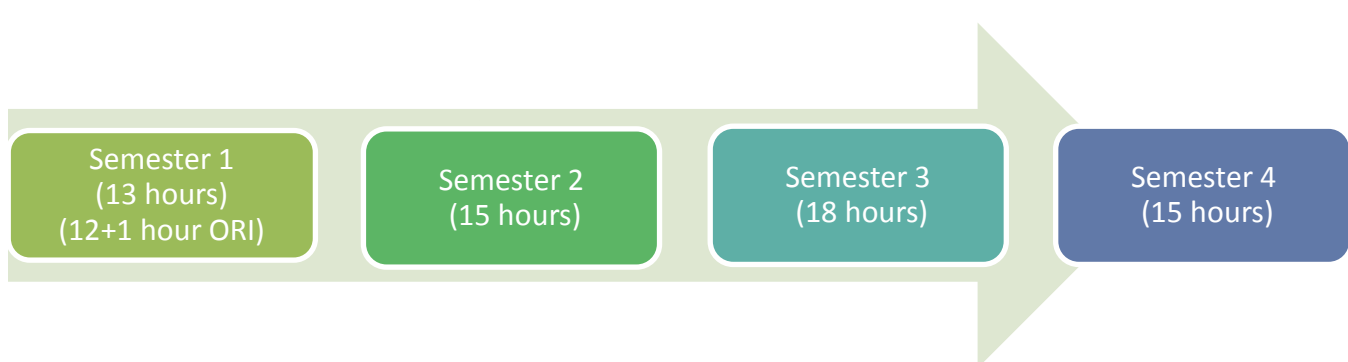 Semester 1
(13 hours)
(12+1 hour ORI)
Semester 2
(15 hours)
Semester 3
(18 hours)
Semester 4
(15 hours)